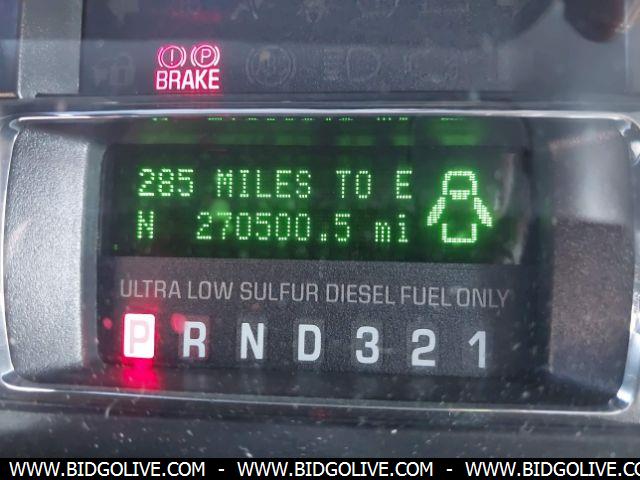 BRAKE
285 MILES TO E
N 270500.5 mi
ULTRA LOW SULFUR DIESEL FUEL ONLY
P R N D 3 2 1
WWW.BIDGOLIVE.COM - WWW.BIDGOLIVE.COM - WWW.BIDGOLIVE.CO